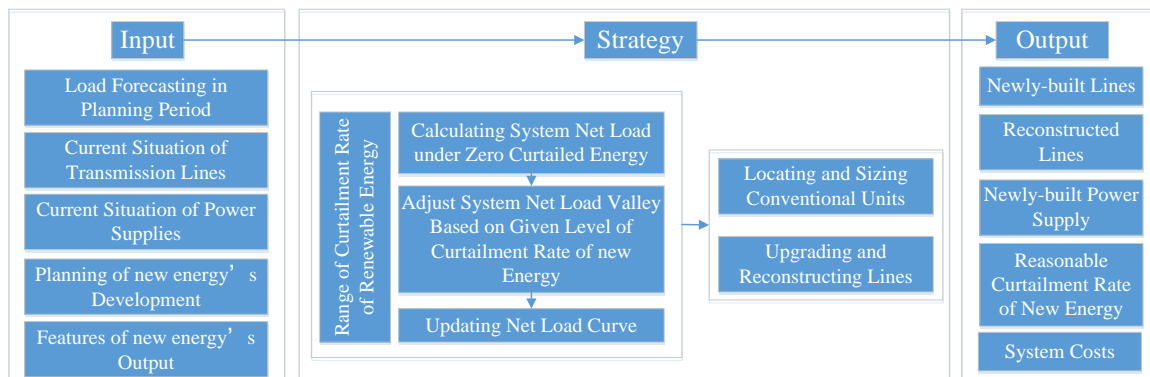 Input
Load Forecasting in
Planning Period
Current Situation of
Transmission Lines
Current Situation of Power
Supplies
Planning of new energy’s
Development
Features of new energy’s
Output
Strategy
Range of Curtailment Rate
of Renewable Energy
Calculating System Net Load
under Zero Curtailed Energy
Adjust System Net Load Valley
Based on Given Level of
Curtailment Rate of new
Energy
Updating Net Load Curve
Locating and Sizing
Conventional Units
Upgrading and
Reconstructing Lines
Output
Newly-built Lines
Reconstructed
Lines
Newly-built Power
Supply
Reasonable
Curtailment Rate
of New Energy
System Costs